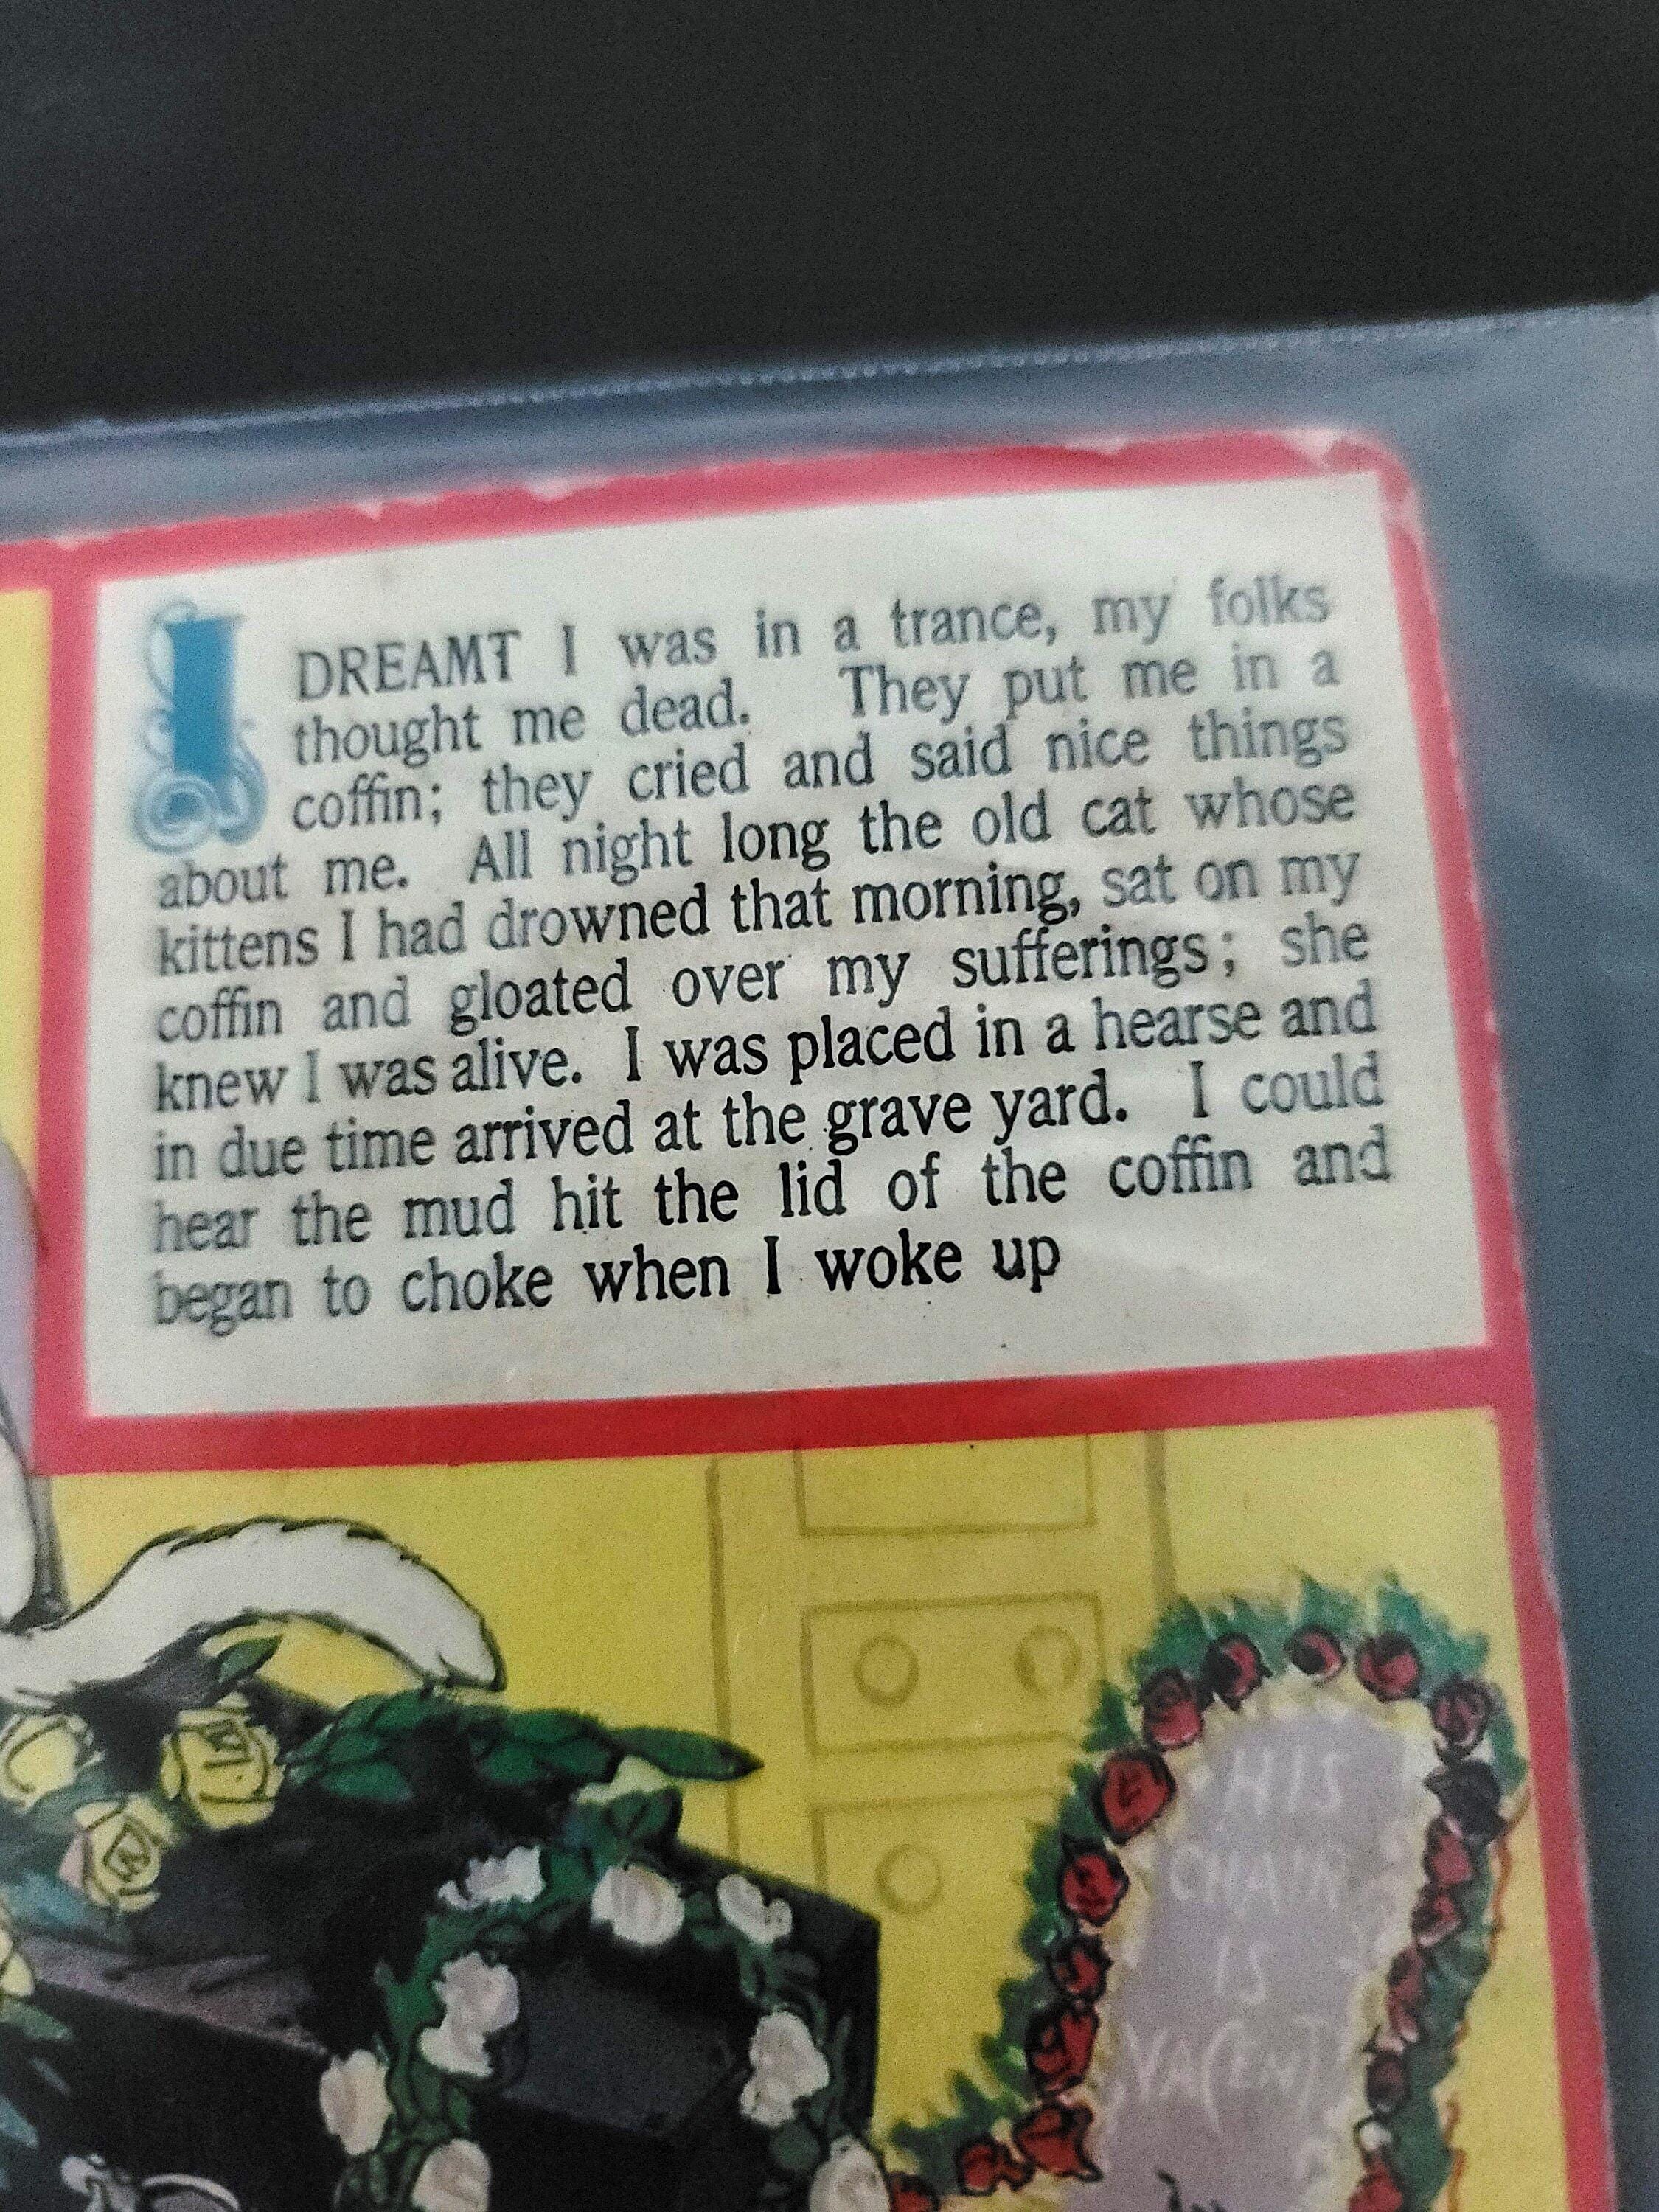 I DREAMT I was in a trance, my folks
thought me dead. They put me in a
coffin; they cried and said nice things
about me. All night long the old cat whose
kittens I had drowned that morning, sat on my
coffin and gloated over my sufferings; she
knew I was alive. I was placed in a hearse and
in due time arrived at the grave yard. I could
hear the mud hit the lid of the coffin and
began to choke when I woke up
HIS
CHAIR
IS
VACENT